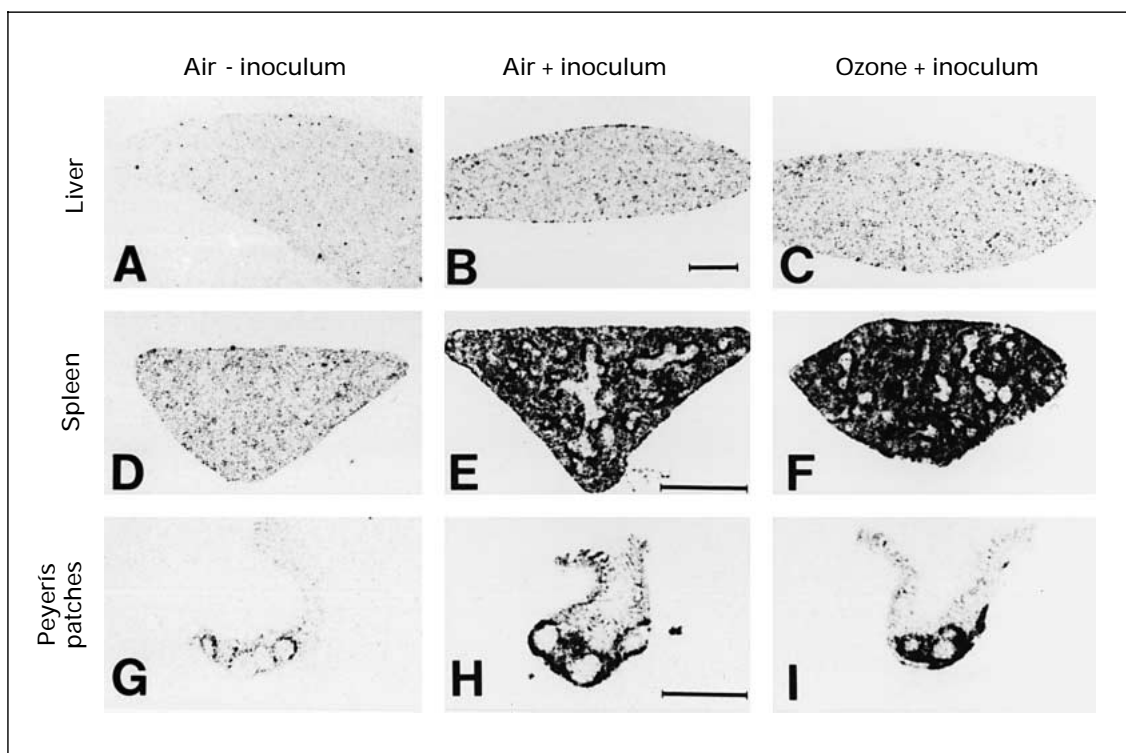 Air - inoculum
Air + inoculum
Ozone + inoculum
Liver
A
B
C
Spleen
D
E
F
Peyerís
patches
G
H
I